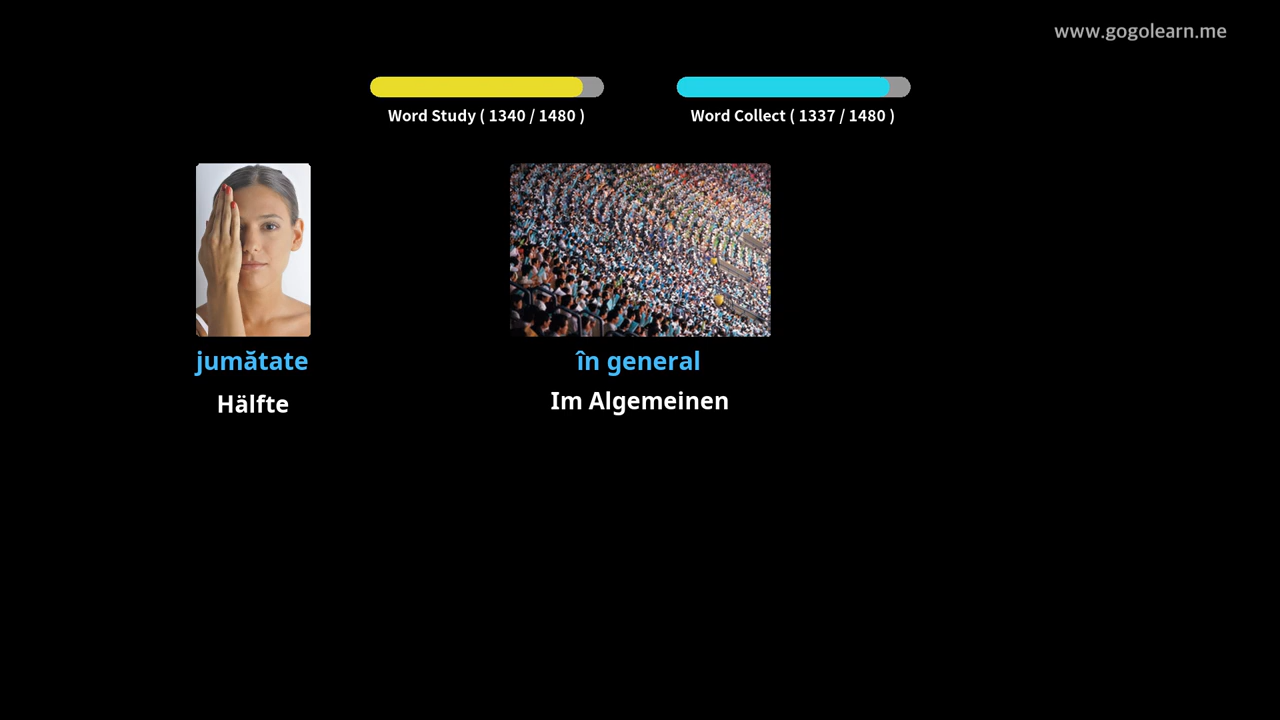 www.gogolearn.me
Word Study ( 1340 / 1480 )
Word Collect ( 1337 / 1480 )
jumătate
în general
Hälfte
Im Algemeinen